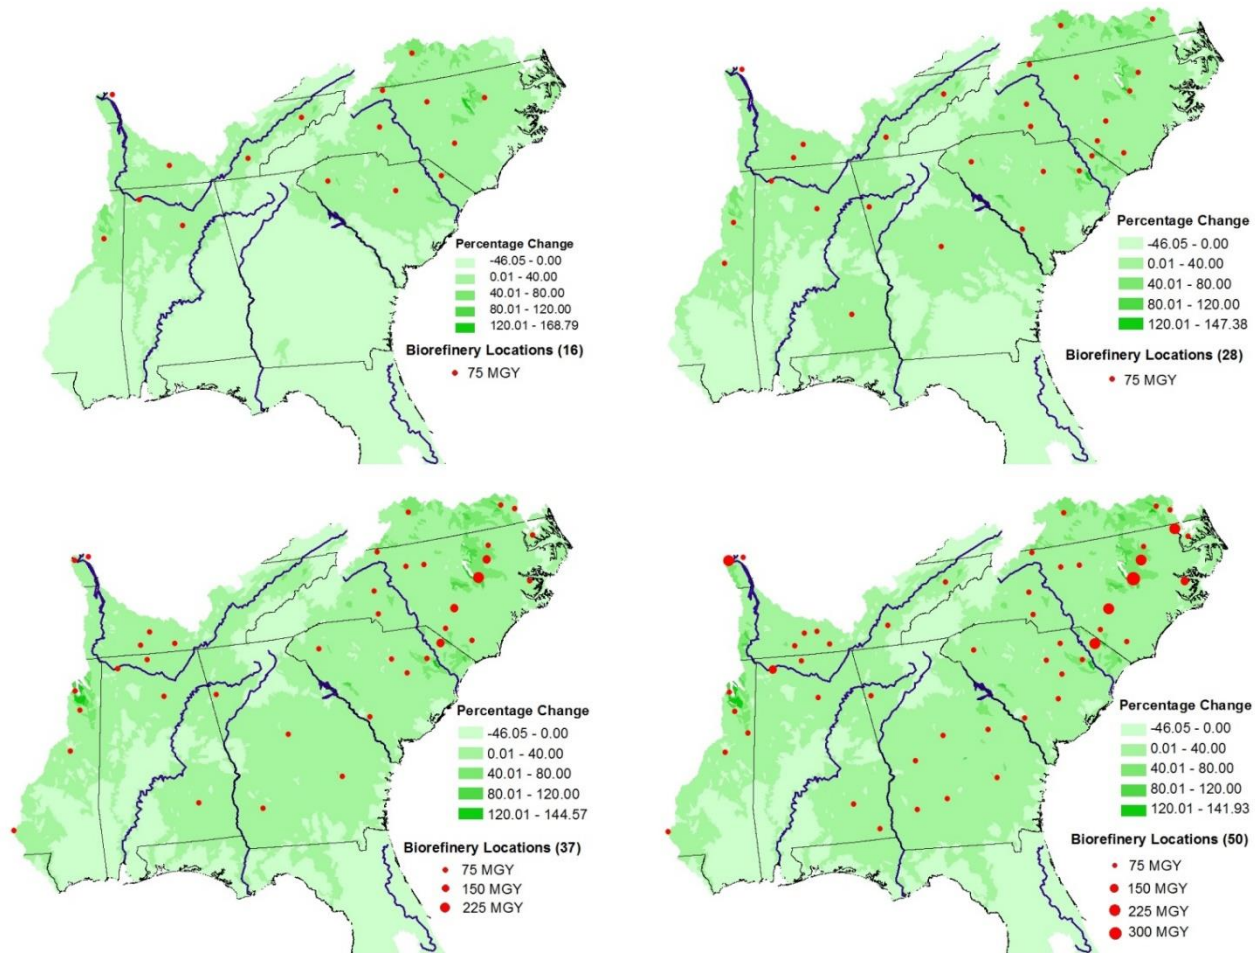 Percentage Change
-46.05 - 0.00
0.01 - 40.00
40.01 - 80.00
80.01 - 120.00
120.01 - 168.79
Biorefinery Locations (16)
75 MGY
Percentage Change
-46.05 - 0.00
0.01 - 40.00
40.01 - 80.00
80.01 - 120.00
120.01 - 147.38
Biorefinery Locations (28)
75 MGY
Percentage Change
-46.05 - 0.00
0.01 - 40.00
40.01 - 80.00
80.01 - 120.00
120.01 - 144.57
Biorefinery Locations (37)
75 MGY
150 MGY
225 MGY
Percentage Change
-46.05 - 0.00
0.01 - 40.00
40.01 - 80.00
80.01 - 120.00
120.01 - 141.93
Biorefinery Locations (50)
75 MGY
150 MGY
225 MGY
300 MGY